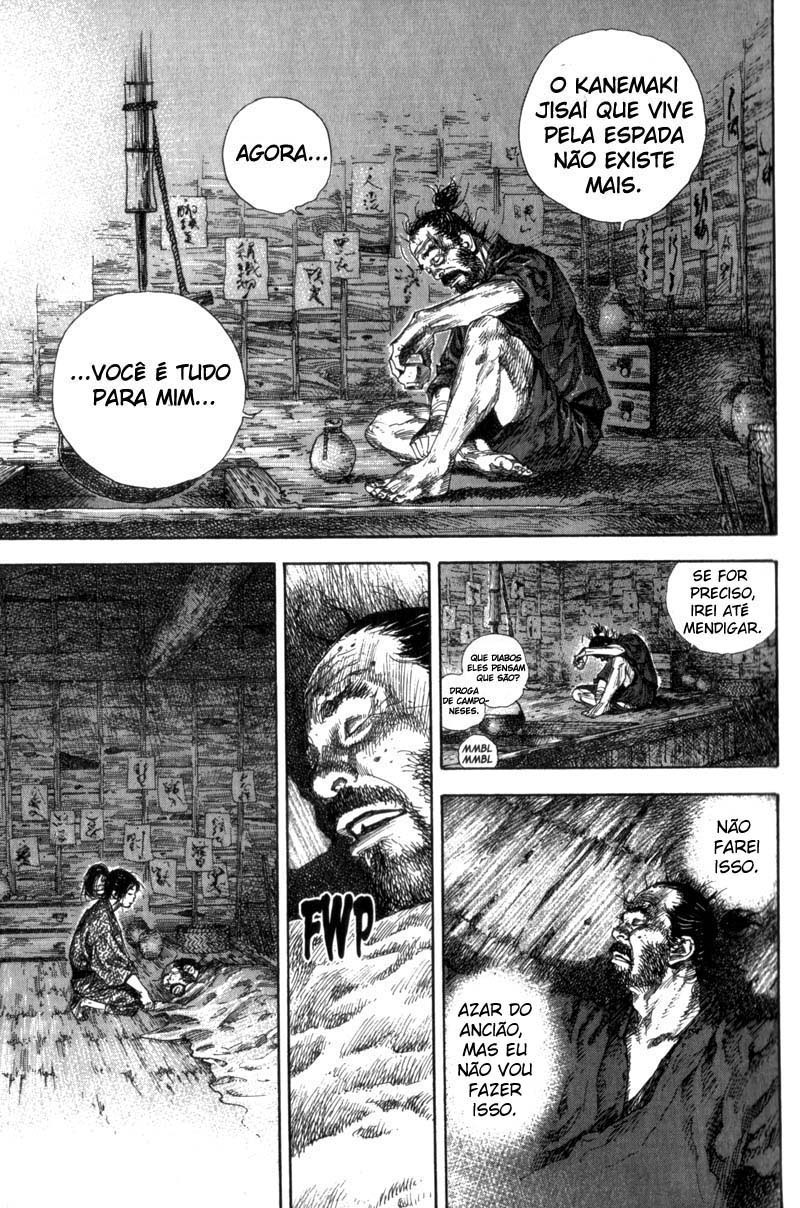 O KANEMAKI
JISAI QUE VIVE
PELA ESPADA
NÃO EXISTE
MAIS.
AGORA...
...VOCÊ É TUDO
PARA MIM...
SE FOR
PRECISO,
IREI ATÉ
MENDIGAR.
QUE DIABOS
ELES PENSAM
QUE SÃO?
DROGA
DE CAMPO-
NESES.
MMBL
MMBL
NÃO
FAREI
ISSO.
AZAR DO
ANCIÃO,
MAS EU
NÃO VOU
FAZER
ISSO.
FWP